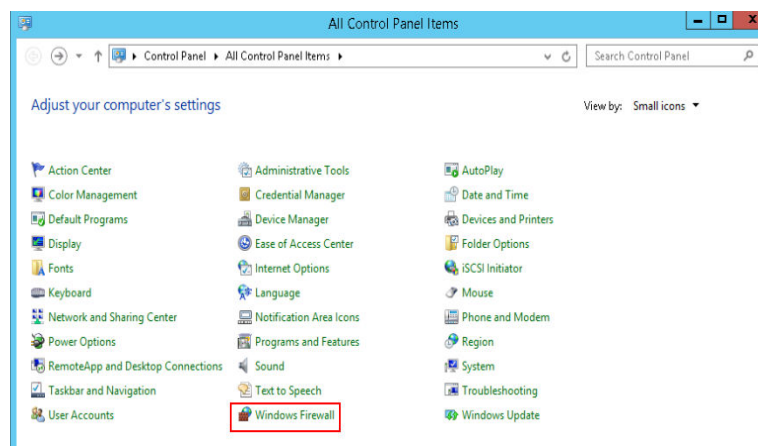 All Control Panel Items
Control Panel All Control Panel Items Search Control Panel
Adjust your computer's settings View by: Small icons
Action Center Administrative Tools AutoPlay
Color Management Credential Manager Date and Time
Default Programs Device Manager Devices and Printers
Display Ease of Access Center Folder Options
Fonts Internet Options iSCSI Initiator
Keyboard Language Mouse
Network and Sharing Center Notification Area Icons Phone and Modem
Power Options Programs and Features Region
RemoteApp and Desktop Connections Sound System
Taskbar and Navigation Text to Speech Troubleshooting
User Accounts Windows Firewall Windows Update